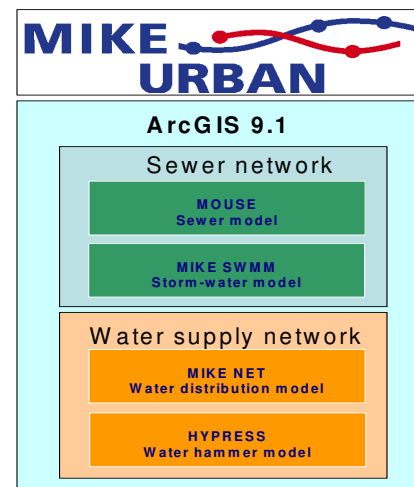 MIKE
URBAN
ArcGIS 9.1
Sewer network
MOUSE
Sewer model
MIKE SWMM
Storm-water model
Water supply network
MIKE NET
Water distribution model
HYPRESS
Water hammer model